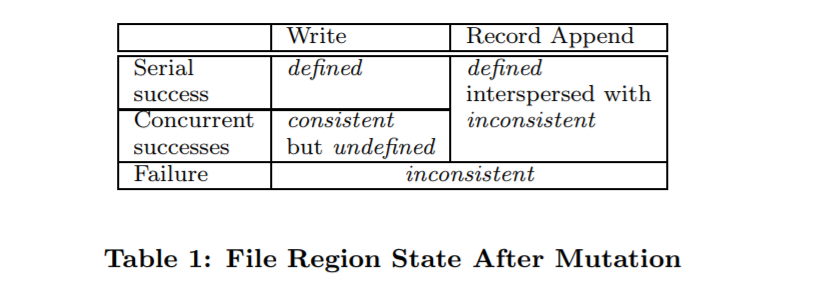 Write Record Append
Serial defined defined
success interspersed with
Concurrent consistent inconsistent
successes but undefined
Failure inconsistent
Table 1: File Region State After Mutation